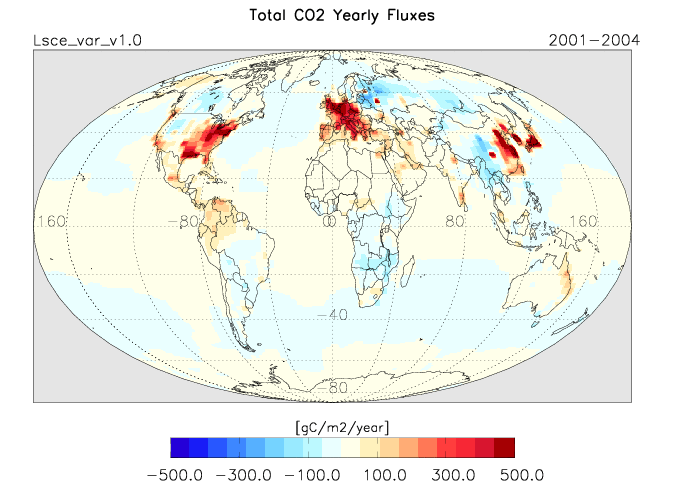 Total CO2 Yearly Fluxes
Lsce_var_v1.0 2001-2004
160 -80 0 80 160
-40
-80
[gC/m2/year]
-500.0 -300.0 -100.0 100.0 300.0 500.0